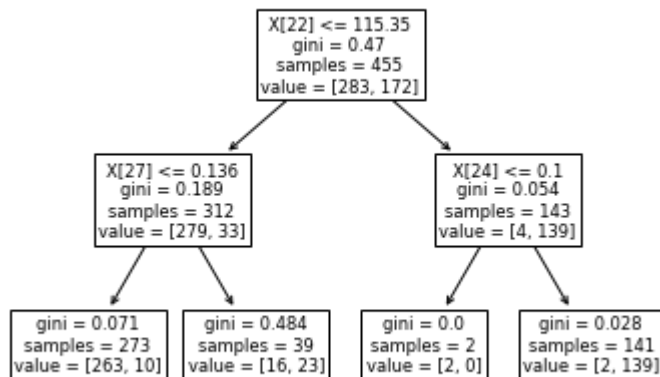 X[22] <= 115.35
gini = 0.47
samples = 455
value = [283, 172]
X[27] <= 0.136
gini = 0.189
samples = 312
value = [279, 33]
X[24] <= 0.1
gini = 0.054
samples = 143
value = [4, 139]
gini = 0.071
samples = 273
value = [263, 10]
gini = 0.484
samples = 39
value = [16, 23]
gini = 0.0
samples = 2
value = [2, 0]
gini = 0.028
samples = 141
value = [2, 139]